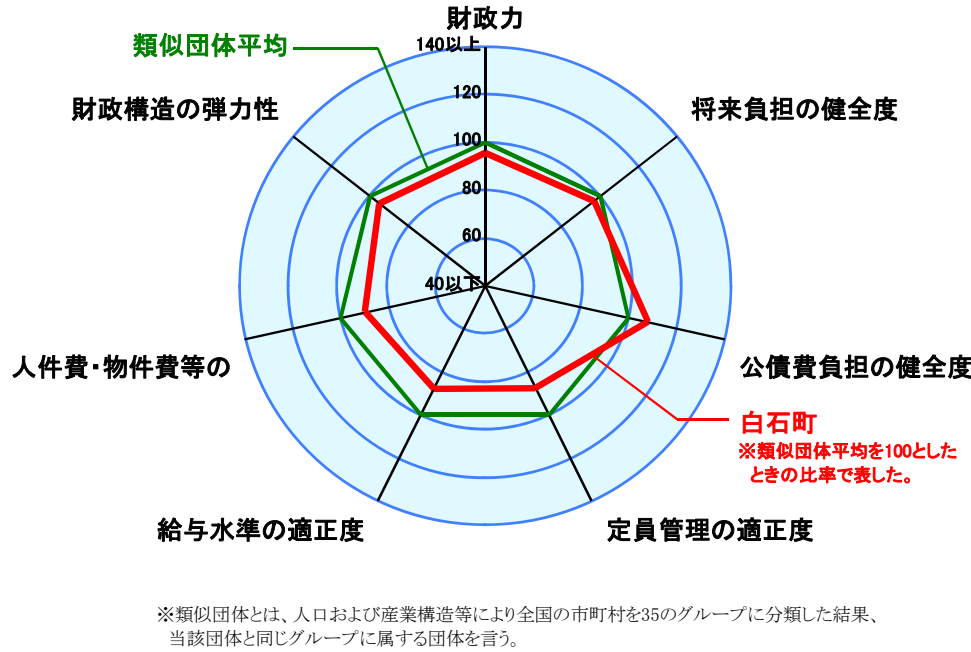 財政力
140以上
類似団体平均
120
財政構造の弾力性
将来負担の健全度
100
80
60
40以下
人件費・物件費等の
公債費負担の健全度
白石町
※類似団体平均を100とした
ときの比率で表した。
給与水準の適正度
定員管理の適正度
※類似団体とは、人口および産業構造等により全国の市町村を35のグループに分類した結果、
当該団体と同じグループに属する団体を言う。